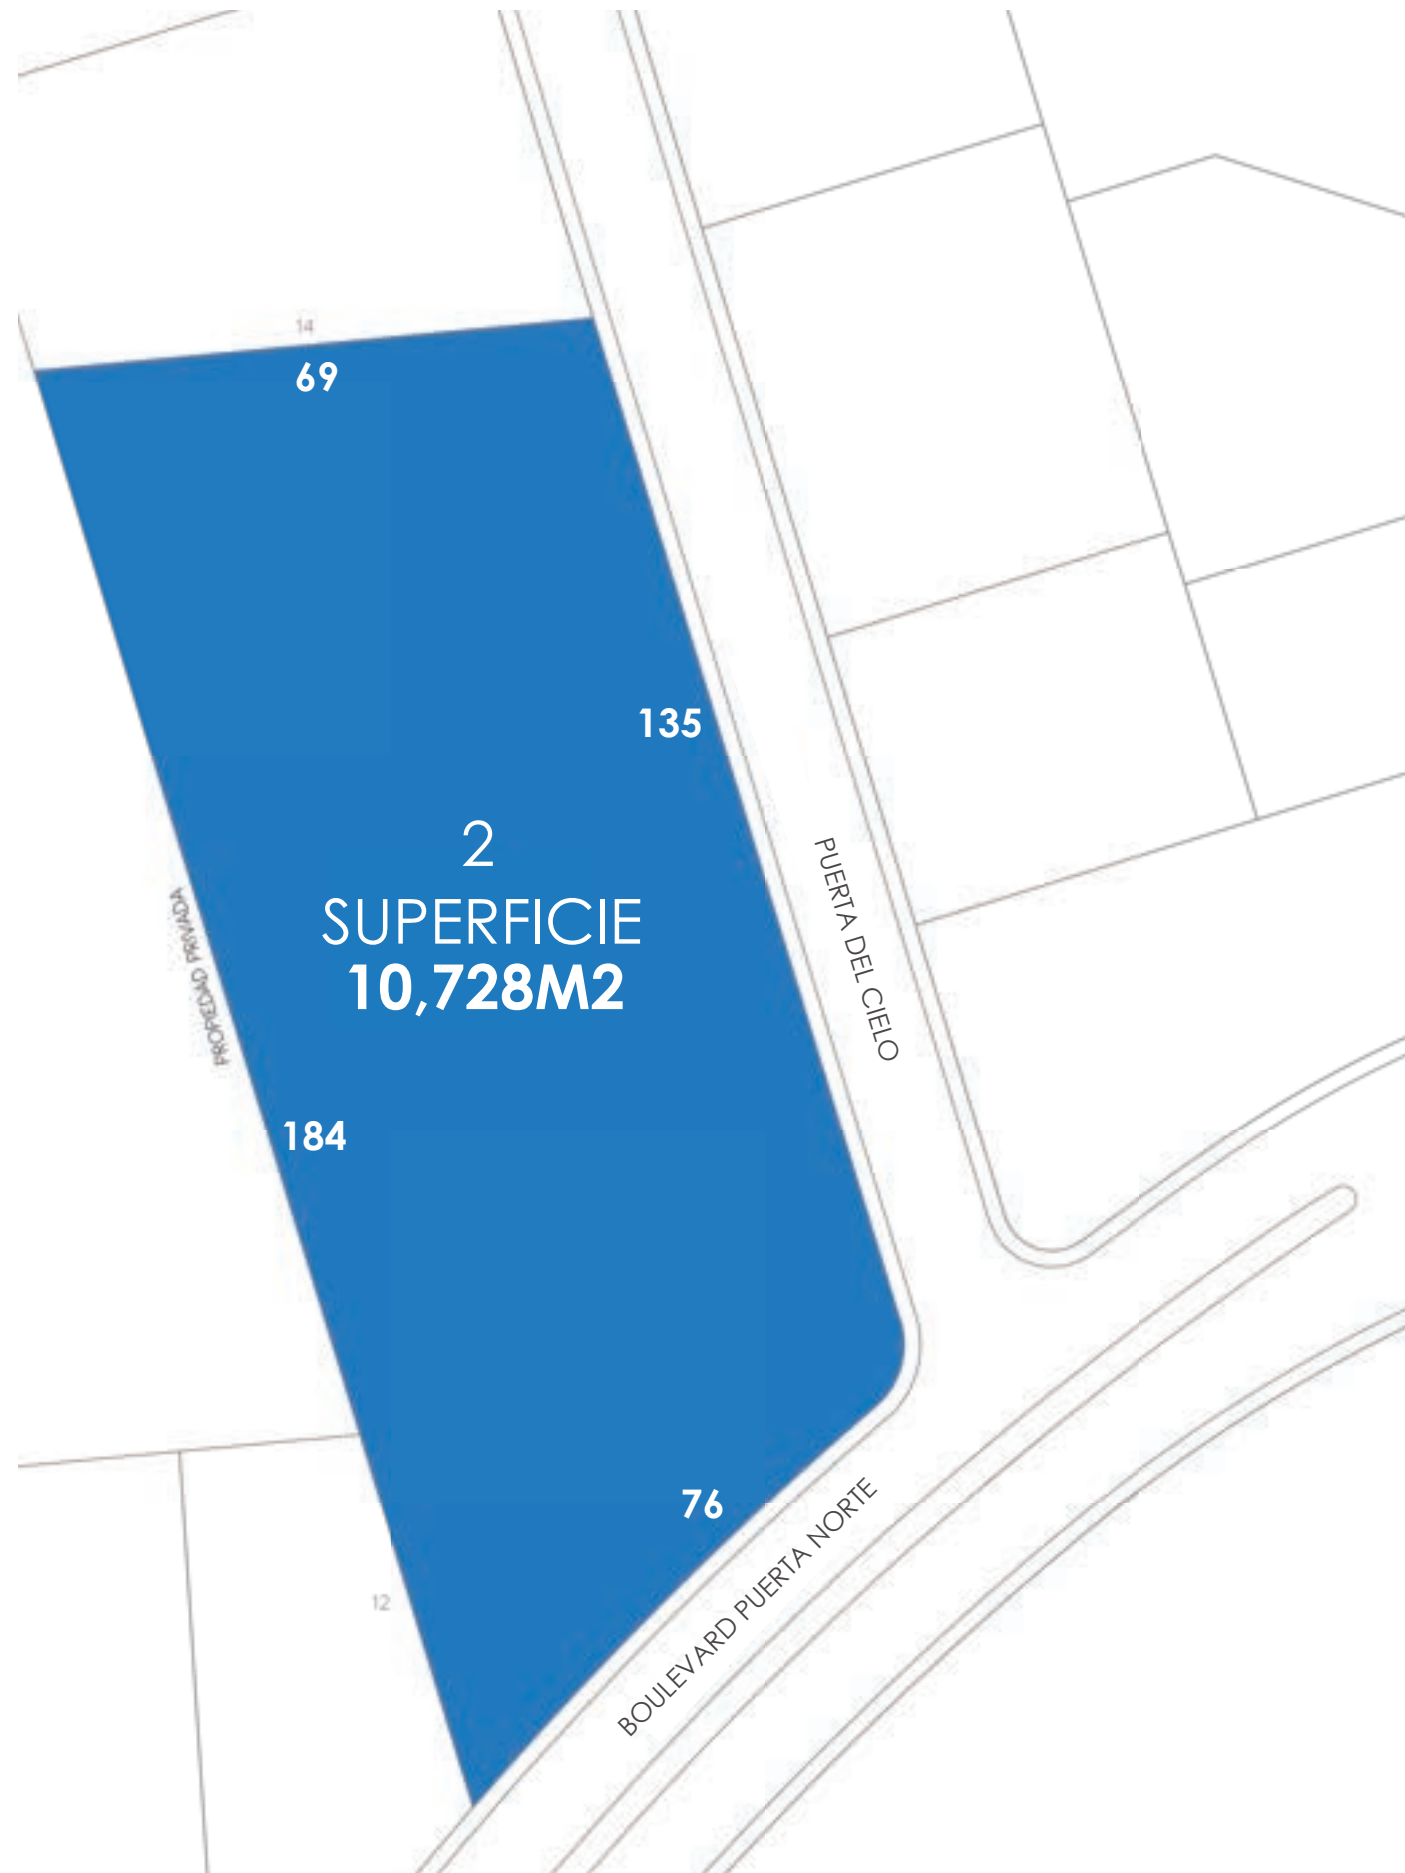 14
69
135
2
SUPERFICIE
10,728M2
PUERTA DEL CIELO
PROPIEDAD PRIVADA
184
76
BOULEVARD PUERTA NORTE
12